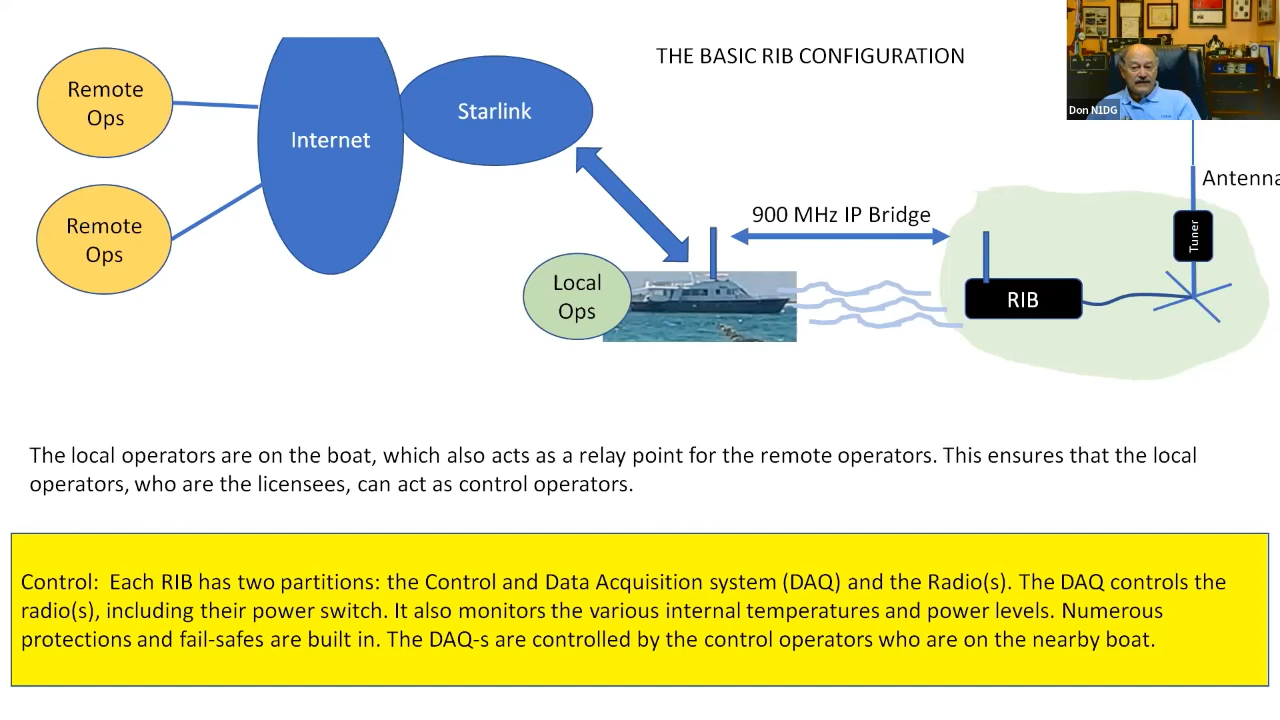 THE BASIC RIB CONFIGURATION
Don N1DG
Remote
Ops
Internet
Starlink
Remote
Ops
900 MHz IP Bridge
Antenna
Tuner
Local
Ops
RIB
The local operators are on the boat, which also acts as a relay point for the remote operators. This ensures that the local
operators, who are the licensees, can act as control operators.
Control:  Each RIB has two partitions: the Control and Data Acquisition system (DAQ) and the Radio(s). The DAQ controls the
radio(s), including their power switch. It also monitors the various internal temperatures and power levels. Numerous
protections and fail-safes are built in. The DAQ-s are controlled by the control operators who are on the nearby boat.